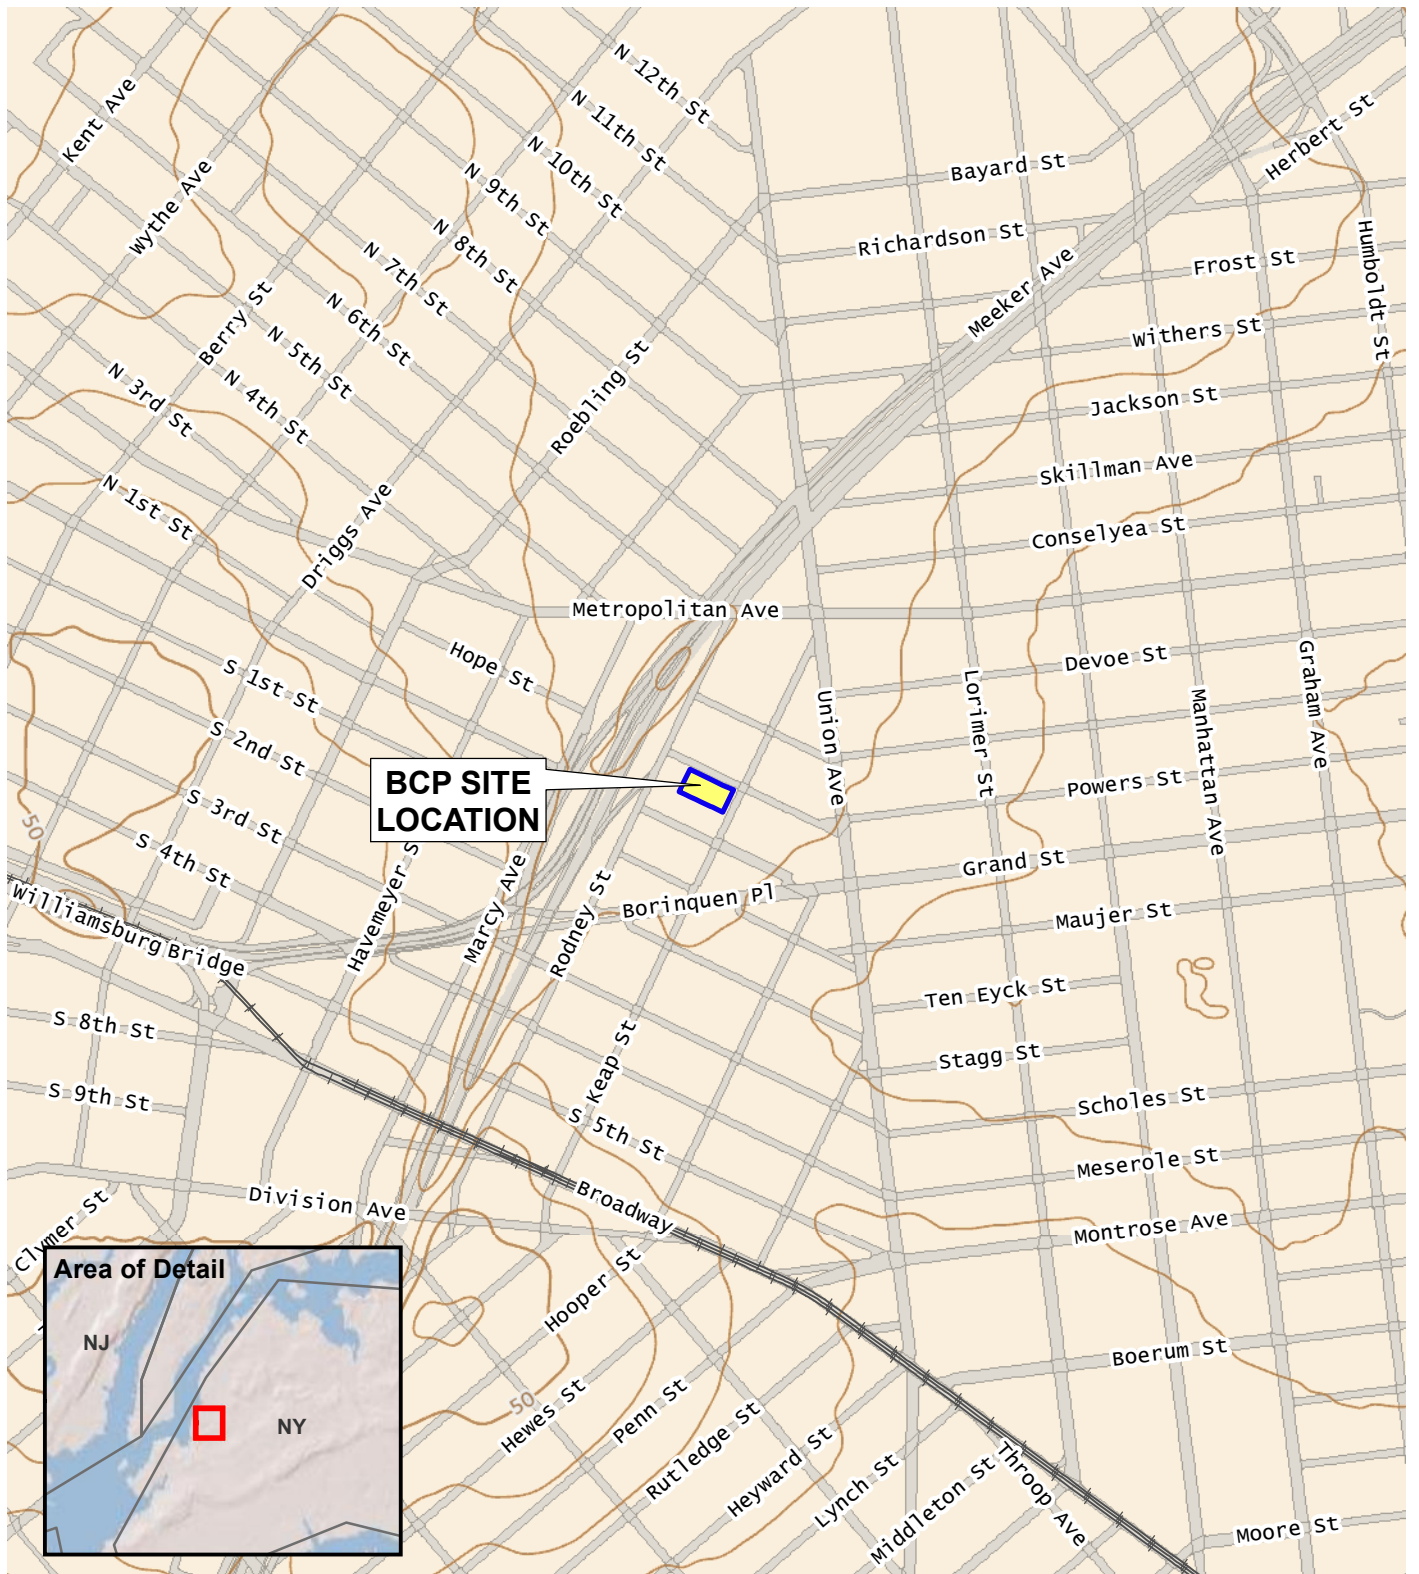 N 12th St
N 11th St
Kent Ave
N 10th St
Herbert St
Bayard St
N 9th St
Wythe Ave
N 8th St
Richardson St
N 7th St
Frost St
Humboldt St
Meeker Ave
Berry St
N 6th St
Withers St
N 5th St
Roebling St
N 3rd St
N 4th St
Jackson St
Skillman Ave
N 1st St
Driggs Ave
Conselyea St
Metropolitan Ave
Hope St
Devoe St
S 1st St
Graham Ave
Lorimer St
Union Ave
Manhattan Ave
S 2nd St
BCP SITE
LOCATION
Powers St
S 3rd St
50
S 4th St
Grand St
Havemeyer S
Marcy Ave
Rodney St
Borinquen Pl
Maujer St
Williamsburg Bridge
Ten Eyck St
S 8th St
Keap St
Stagg St
S 9th St
Scholes St
S 5th St
Meserole St
Division Ave
Broadway
Montrose Ave
Clymer St
Hooper St
Area of Detail
NJ
NY
Boerum St
50
Hewes St
Penn St
Rutledge St
Heyward St
Lynch St
Middleton St
Throop Ave
Moore St